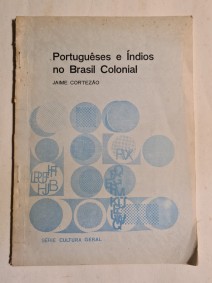 Portuguêses e Índios
no Brasil Colonial
JAIME CORTEZÃO
SÉRIE CULTURA GERAL